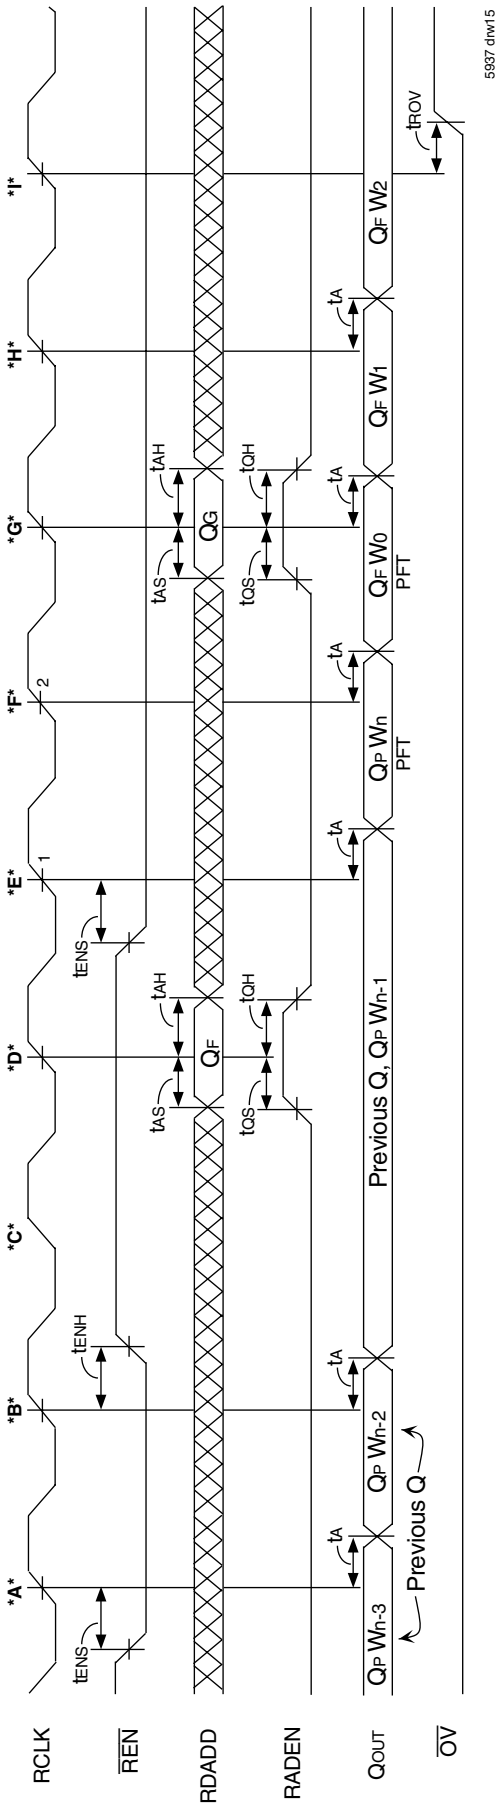 *A* *B* *C* *D* *E* *F* *G* *H* *I*
RCLK 1 2
tENS tENH tENS
REN
tAS tAH tAS tAH
RDADD QF QG
tQS tQH tQS tQH
RADEN
tA tA tA tA tA tA
QOUT QP Wn-3 QP Wn-2 Previous Q, QP Wn-1 QP Wn QF W0 QF W1 QF W2
PFT PFT
Previous Q
tROV
OV
5937 drw15